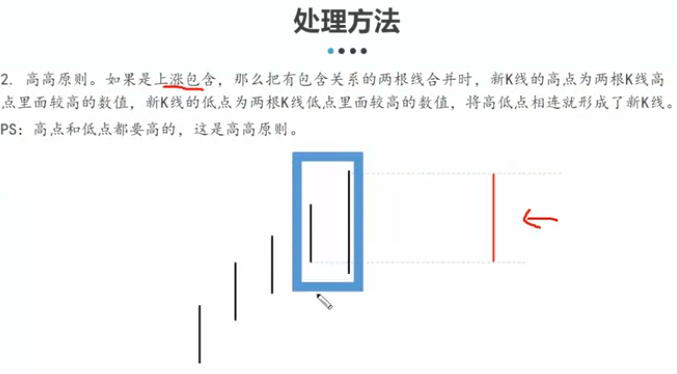 处理方法
2. 高高原则。如果是上涨包含，那么把有包含关系的两根线合并时，新K线的高点为两根K线高
点里面较高的数值，新K线的低点为两根K线低点里面较高的数值，将高低点相连就形成了新K线。
PS：高点和低点都要高的，这是高高原则。